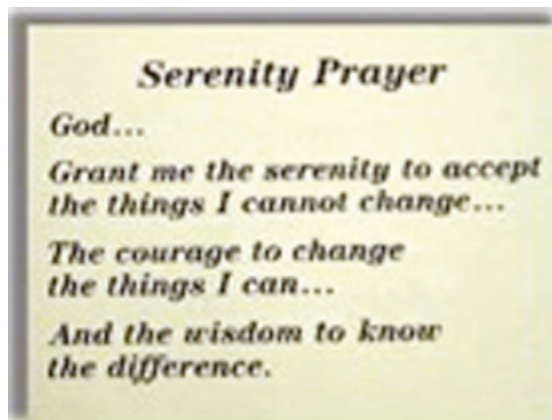 Serenity Prayer
God...
Grant me the serenity to accept
the things I cannot change...
The courage to change
the things I can...
And the wisdom to know
the difference.